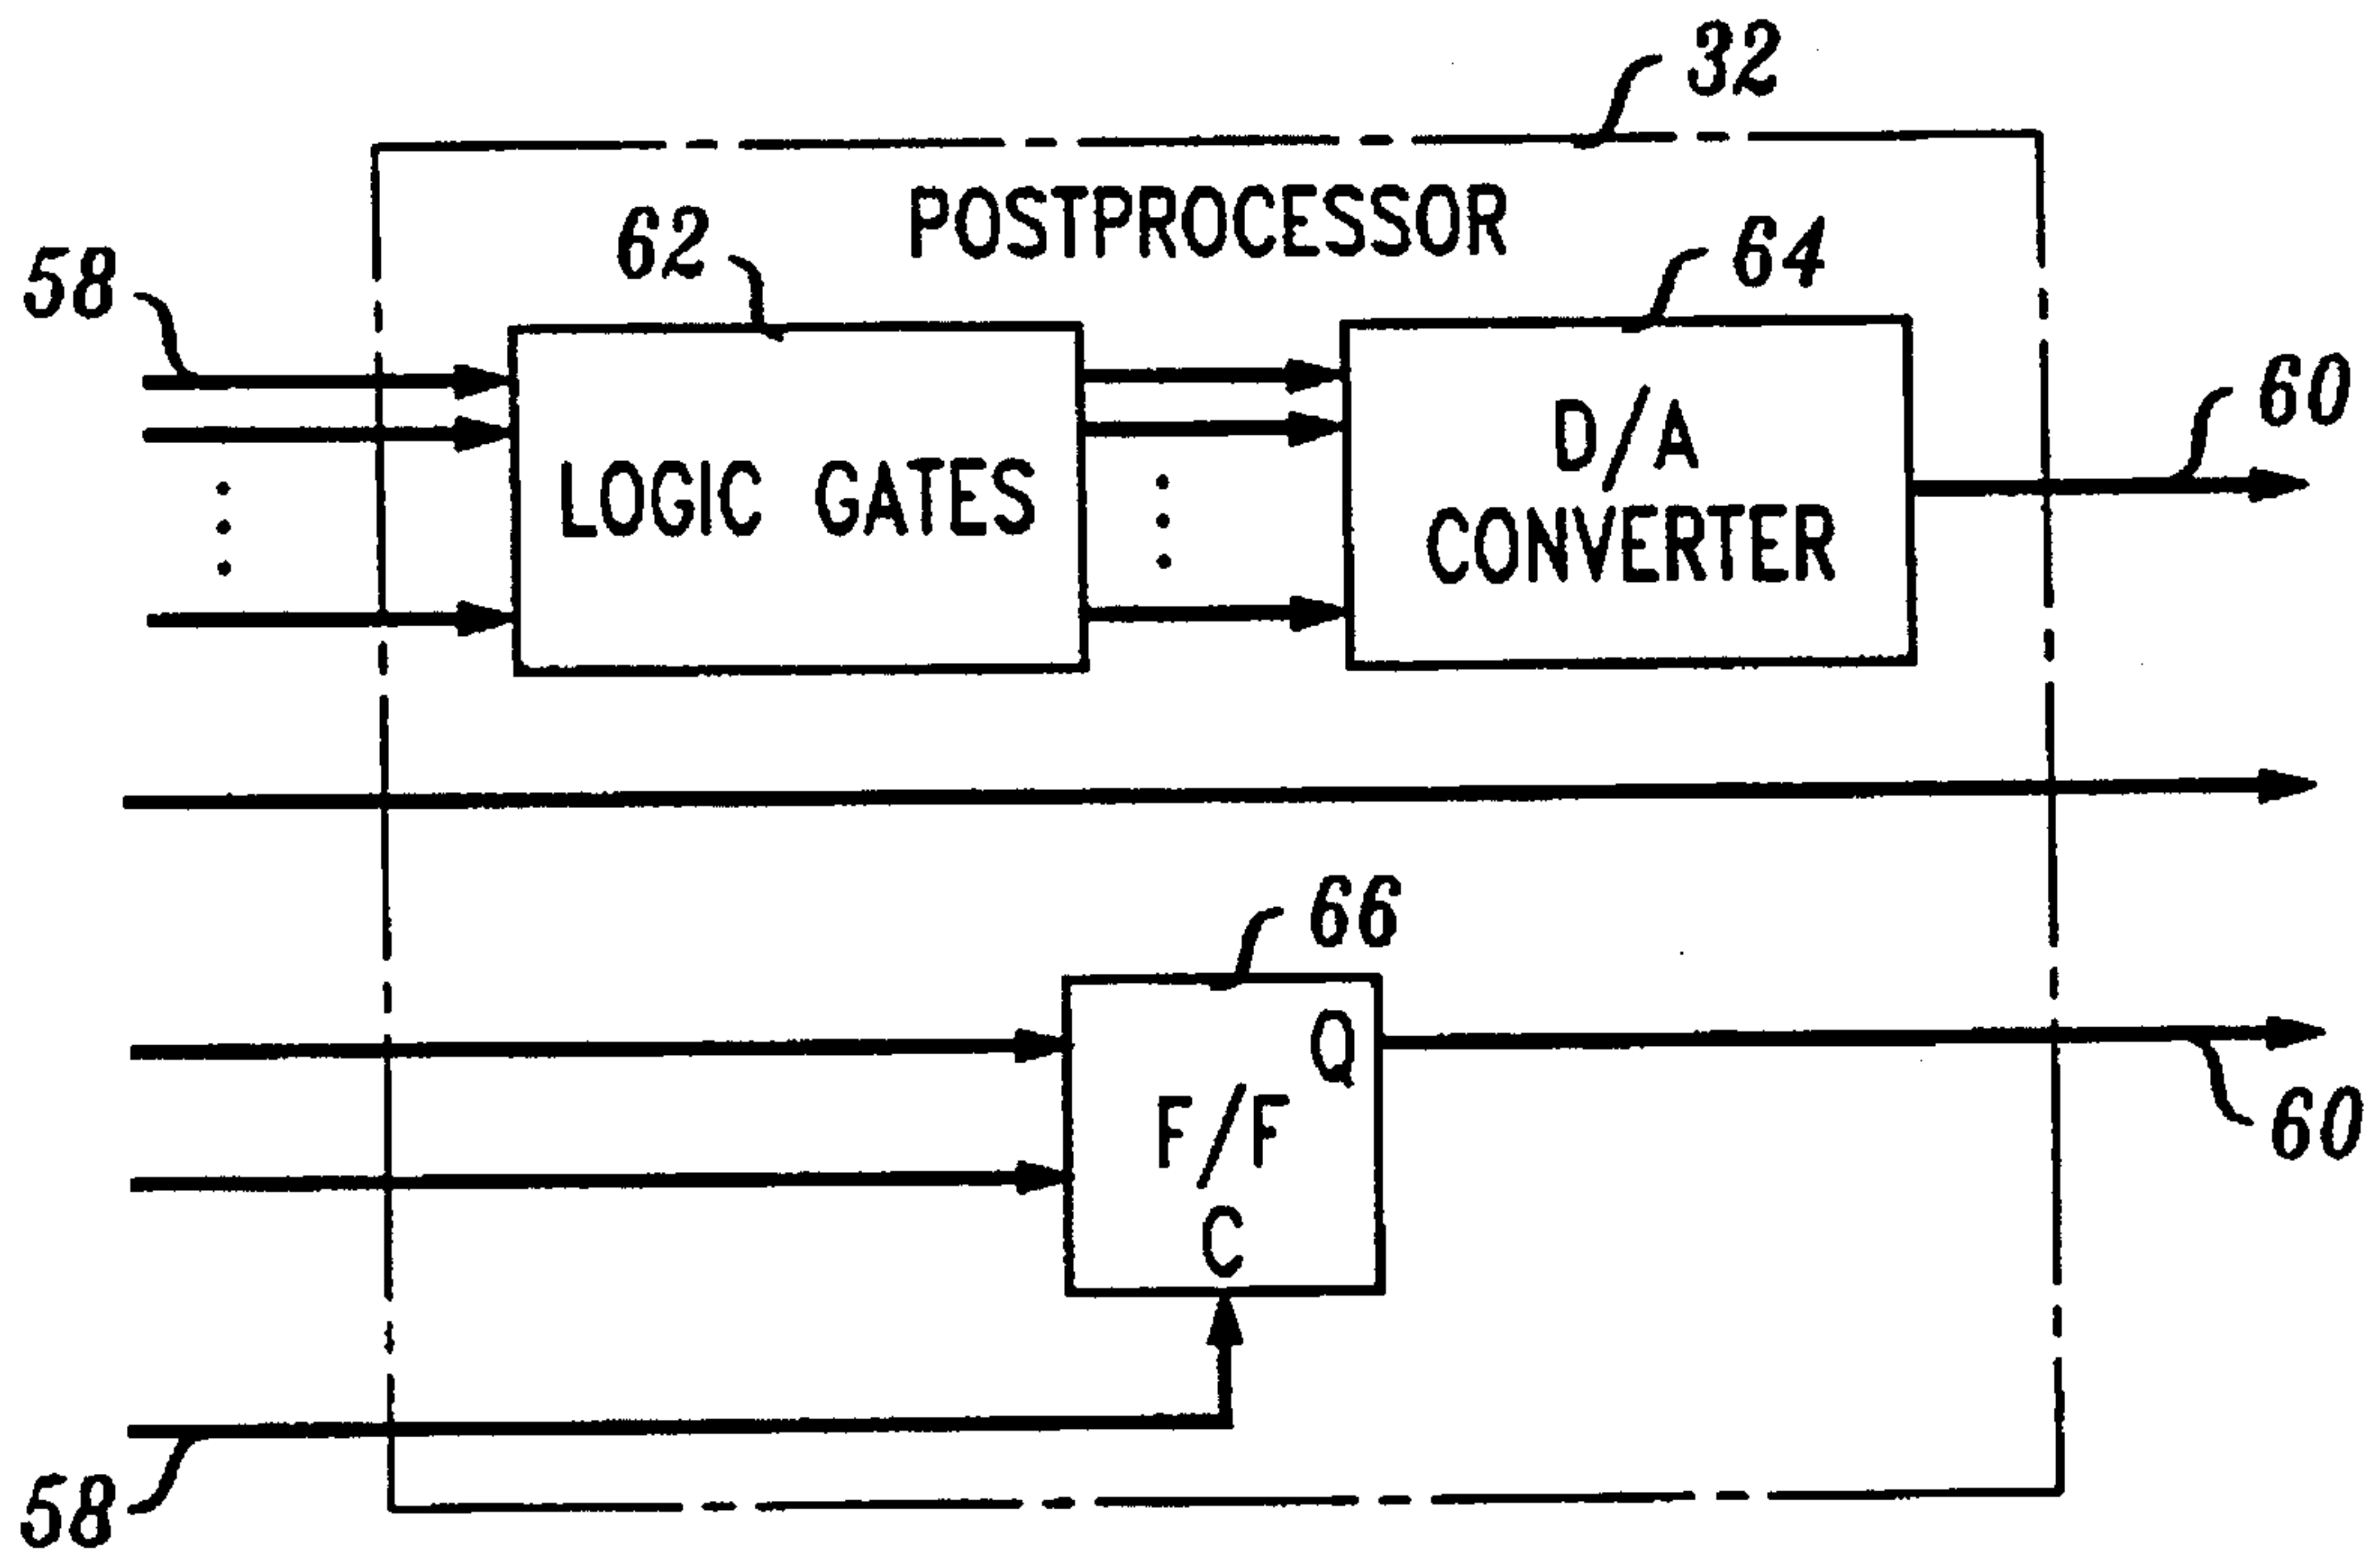 32
POSTPROCESSOR
58
62
64
60
LOGIC GATES
D/A
CONVERTER
66
Q
F/F
C
60
58